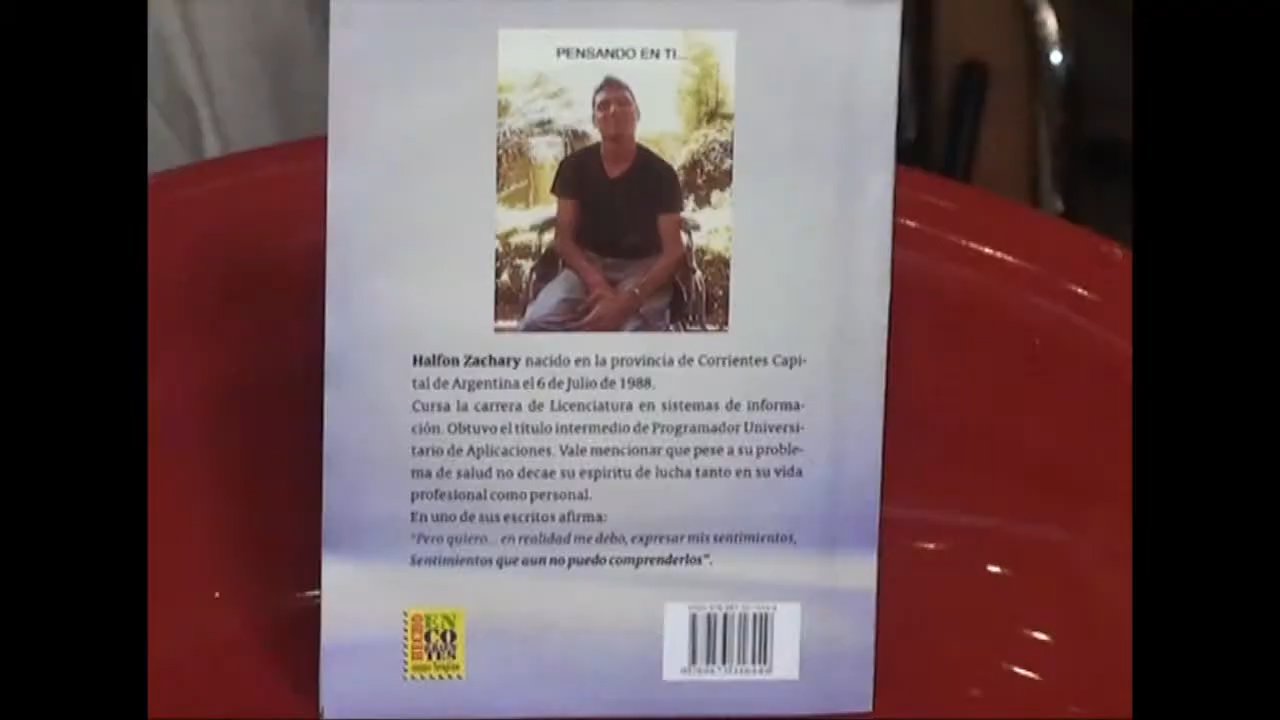 PENSANDO EN TI...
Halfon Zachary nacido en la provincia de Corrientes Capi-
tal de Argentina el 6 de Julio de 1988.
Cursa la carrera de Licenciatura en sistemas de informa-
ción. Obtuvo el título intermedio de Programador Universi-
tario de Aplicaciones. Vale mencionar que pese a su proble-
ma de salud no decae su espíritu de lucha tanto en su vida
profesional como personal.
En uno de sus escritos afirma:
"Pero quiero... en realidad me debo, expresar mis sentimientos,
Sentimientos que aun no puedo comprenderlos".
HECHO
EN
CO
TES